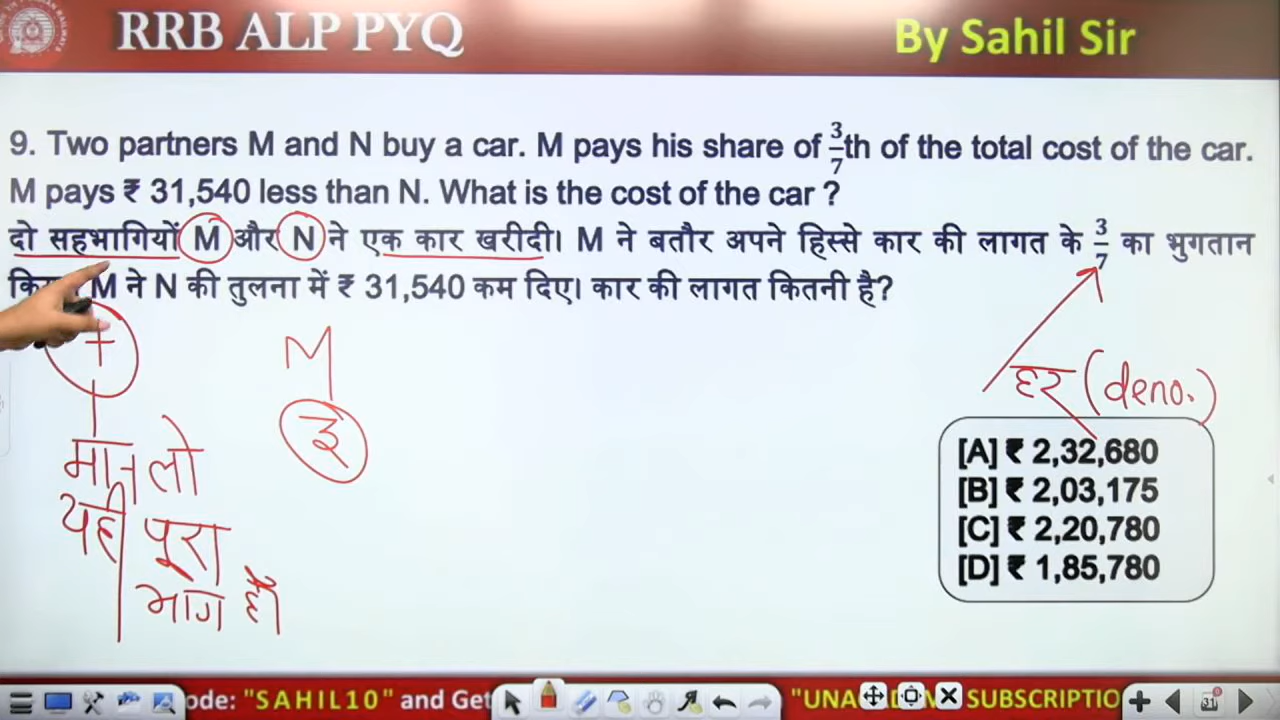 RRB ALP PYQ
By Sahil Sir
9. Two partners M and N buy a car. M pays his share of 3/7th of the total cost of the car.
M pays ₹ 31,540 less than N. What is the cost of the car ?
दो सहभागियों M और N ने एक कार खरीदी। M ने बतौर अपने हिस्से कार की लागत के 3/7 का भुगतान
M ने N की तुलना में ₹ 31,540 कम दिए। कार की लागत कितनी है?
M
3
मान लो
यही पूरा
भाग है।
हर (deno.)
[A] ₹ 2,32,680
[B] ₹ 2,03,175
[C] ₹ 2,20,780
[D] ₹ 1,85,780
ode: "SAHIL10" and Get
"UNA
SUBSCRIPTIO